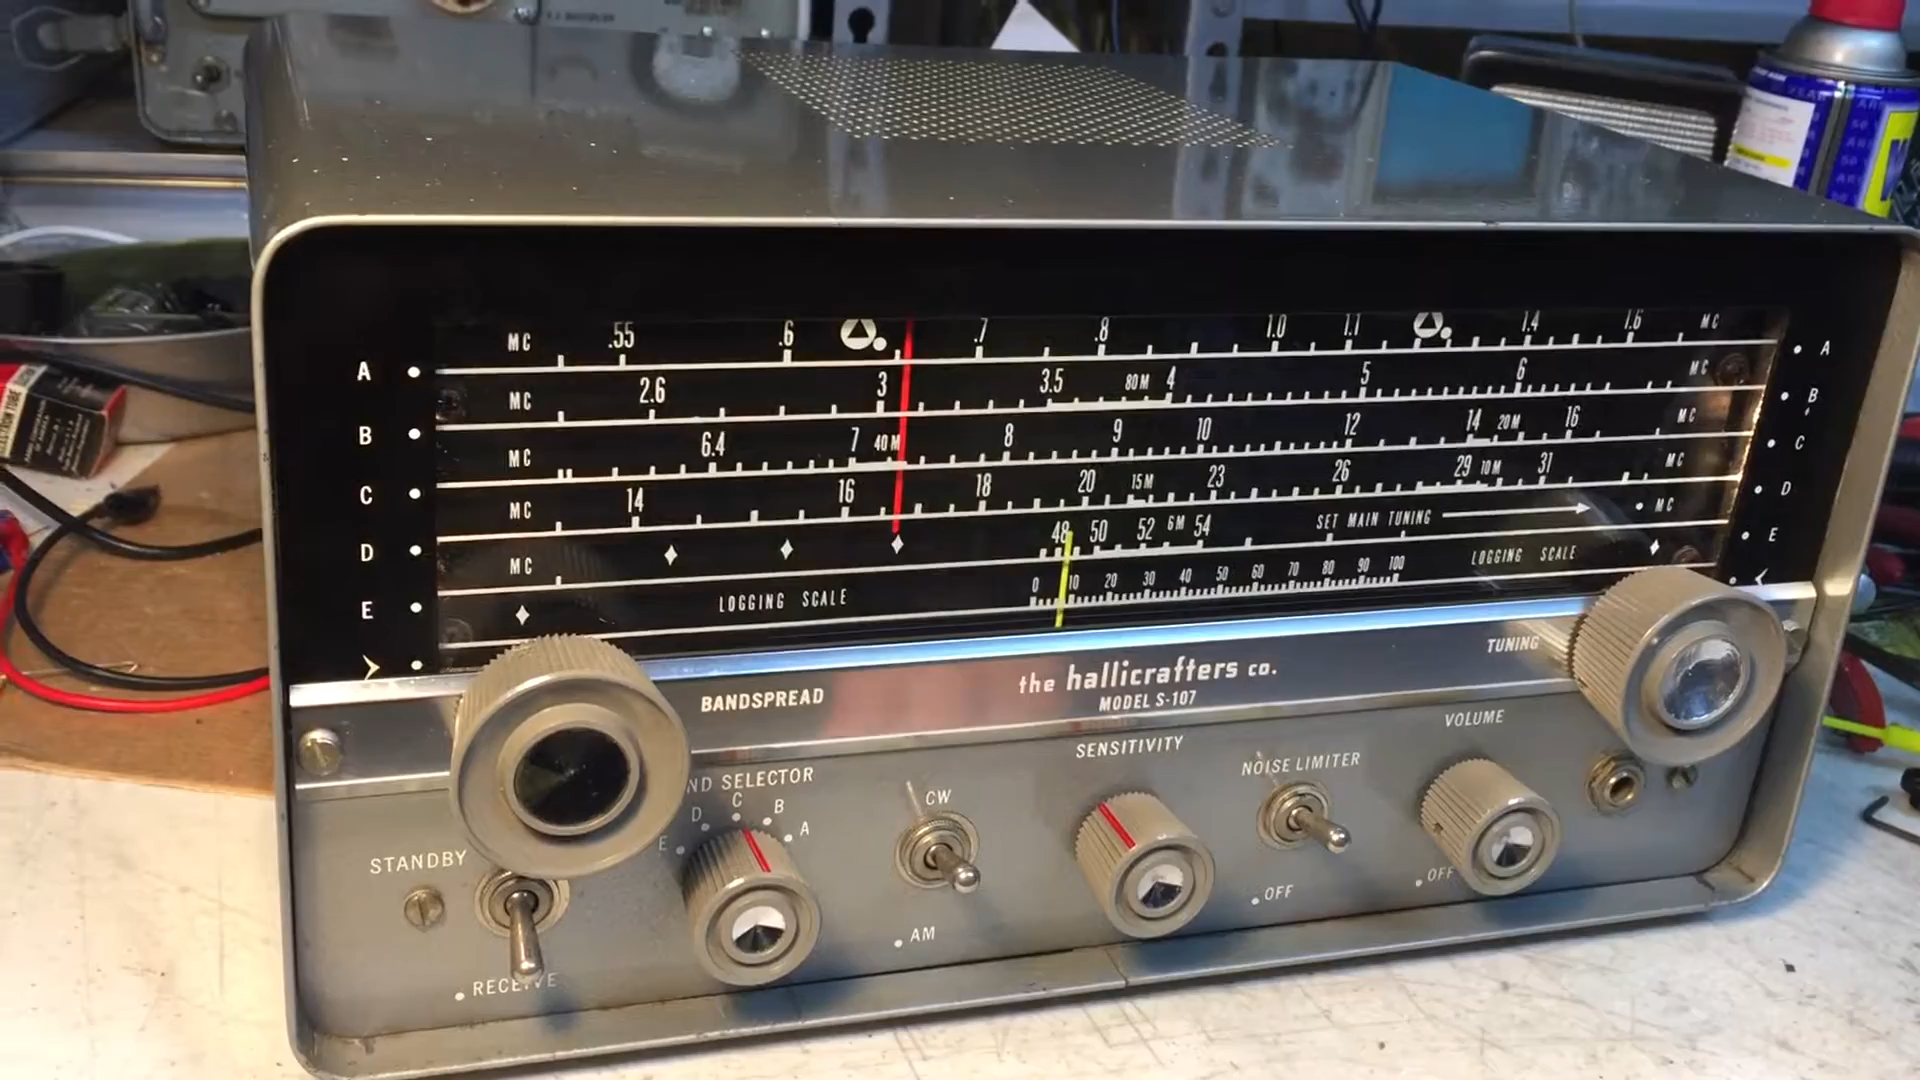 MC .55 .6 .7 .8 1.0 1.1 1.4 1.6 MC
A A
MC 2.6 3 3.5 80M 4 5 6 MC
B B
MC 6.4 7 40M 8 9 10 12 14 20M 16 MC
C C
MC 14 16 18 20 15M 23 26 29 10M 31 MC
D D
MC 48 50 52 6M 54 SET MAIN TUNING MC
E E
LOGGING SCALE 0 10 20 30 40 50 60 70 80 90 100 LOGGING SCALE
BANDSPREAD
the hallicrafters co.
MODEL S-107
TUNING
STANDBY
RECEIVE
ND SELECTOR
E D C B A
CW
AM
SENSITIVITY
NOISE LIMITER
OFF
VOLUME
OFF